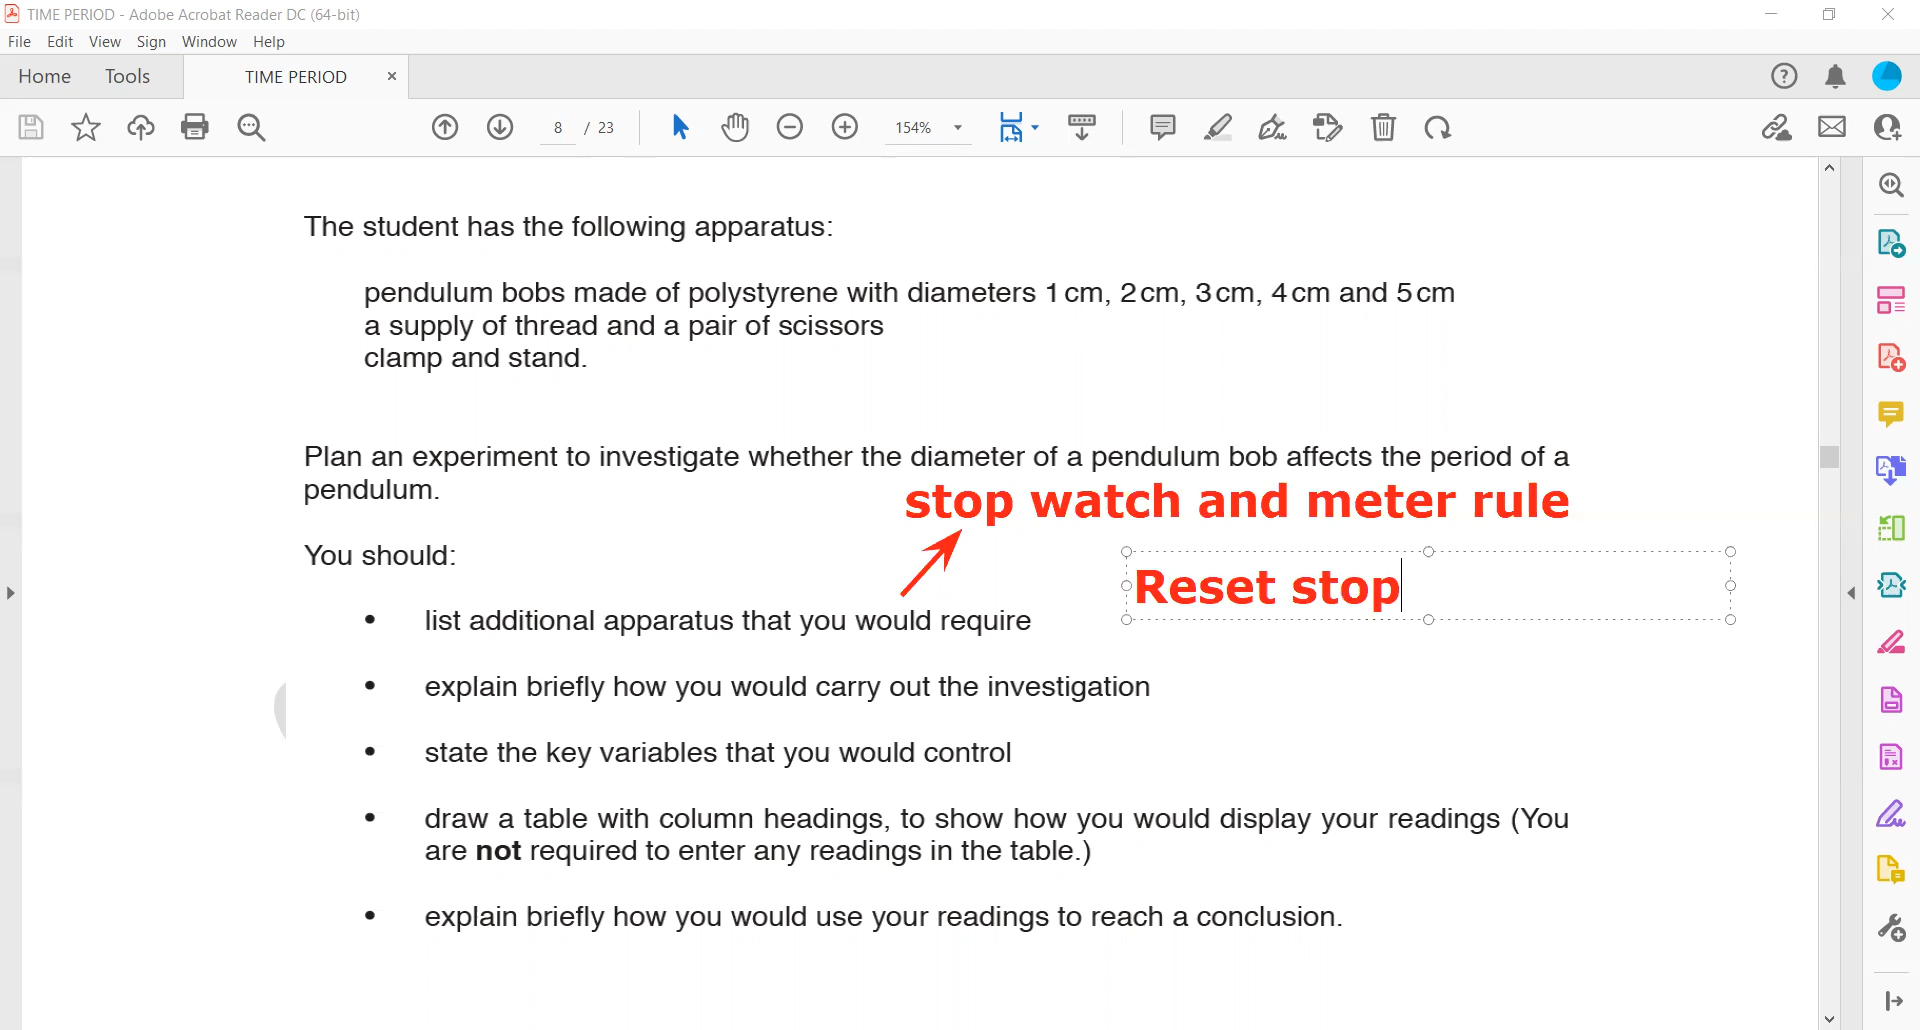 TIME PERIOD - Adobe Acrobat Reader DC (64-bit)
File Edit View Sign Window Help
Home Tools TIME PERIOD
8 / 23 154%
The student has the following apparatus:
pendulum bobs made of polystyrene with diameters 1 cm, 2 cm, 3 cm, 4 cm and 5 cm
a supply of thread and a pair of scissors
clamp and stand.
Plan an experiment to investigate whether the diameter of a pendulum bob affects the period of a
pendulum.
stop watch and meter rule
You should:
Reset stop
• list additional apparatus that you would require
• explain briefly how you would carry out the investigation
• state the key variables that you would control
• draw a table with column headings, to show how you would display your readings (You
are not required to enter any readings in the table.)
• explain briefly how you would use your readings to reach a conclusion.